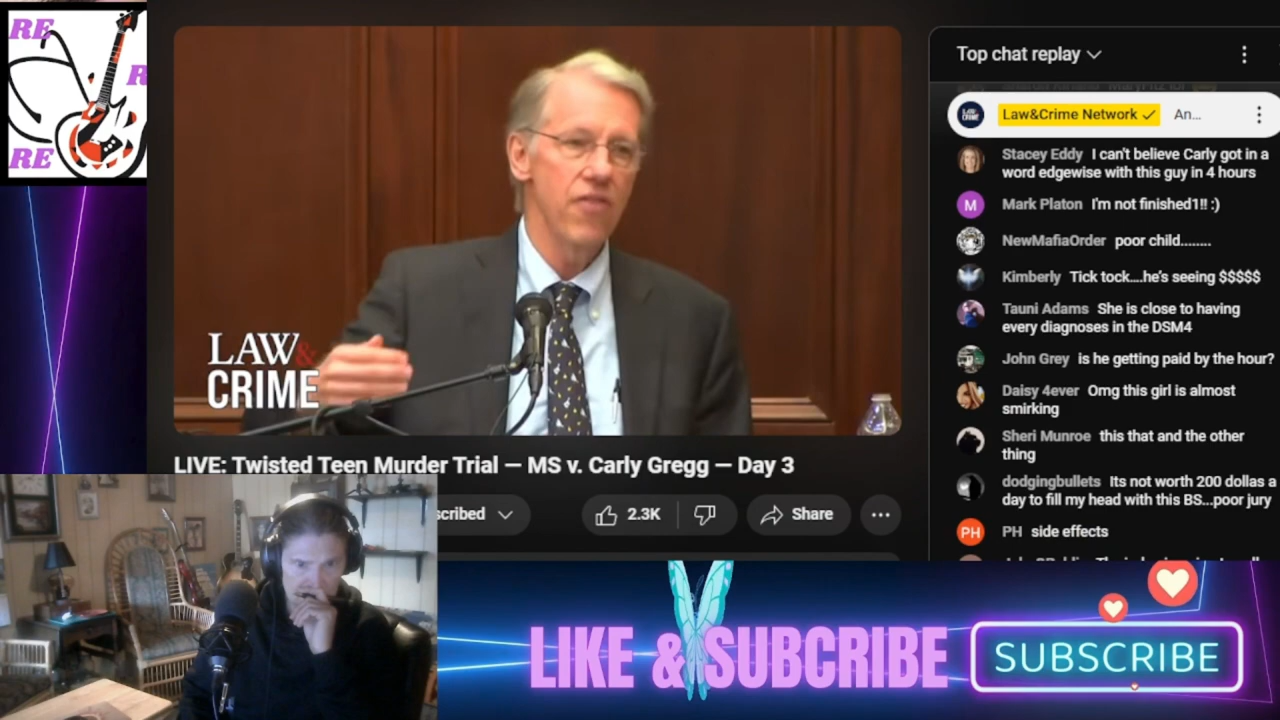 RE
R
RE
LAW&
CRIME
LIVE: Twisted Teen Murder Trial — MS v. Carly Gregg — Day 3
scribed
2.3K
Share
Top chat replay
LAW&
CRIME
Law&Crime Network
An...
Stacey Eddy I can't believe Carly got in a
word edgewise with this guy in 4 hours
M
Mark Platon I'm not finished1!! :)
NewMafiaOrder poor child........
Kimberly Tick tock....he's seeing $$$$$
Tauni Adams She is close to having
every diagnoses in the DSM4
John Grey is he getting paid by the hour?
Daisy 4ever Omg this girl is almost
smirking
Sheri Munroe this that and the other
thing
dodgingbullets Its not worth 200 dollas a
day to fill my head with this BS...poor jury
PH
PH side effects
LIKE & SUBCRIBE
SUBSCRIBE